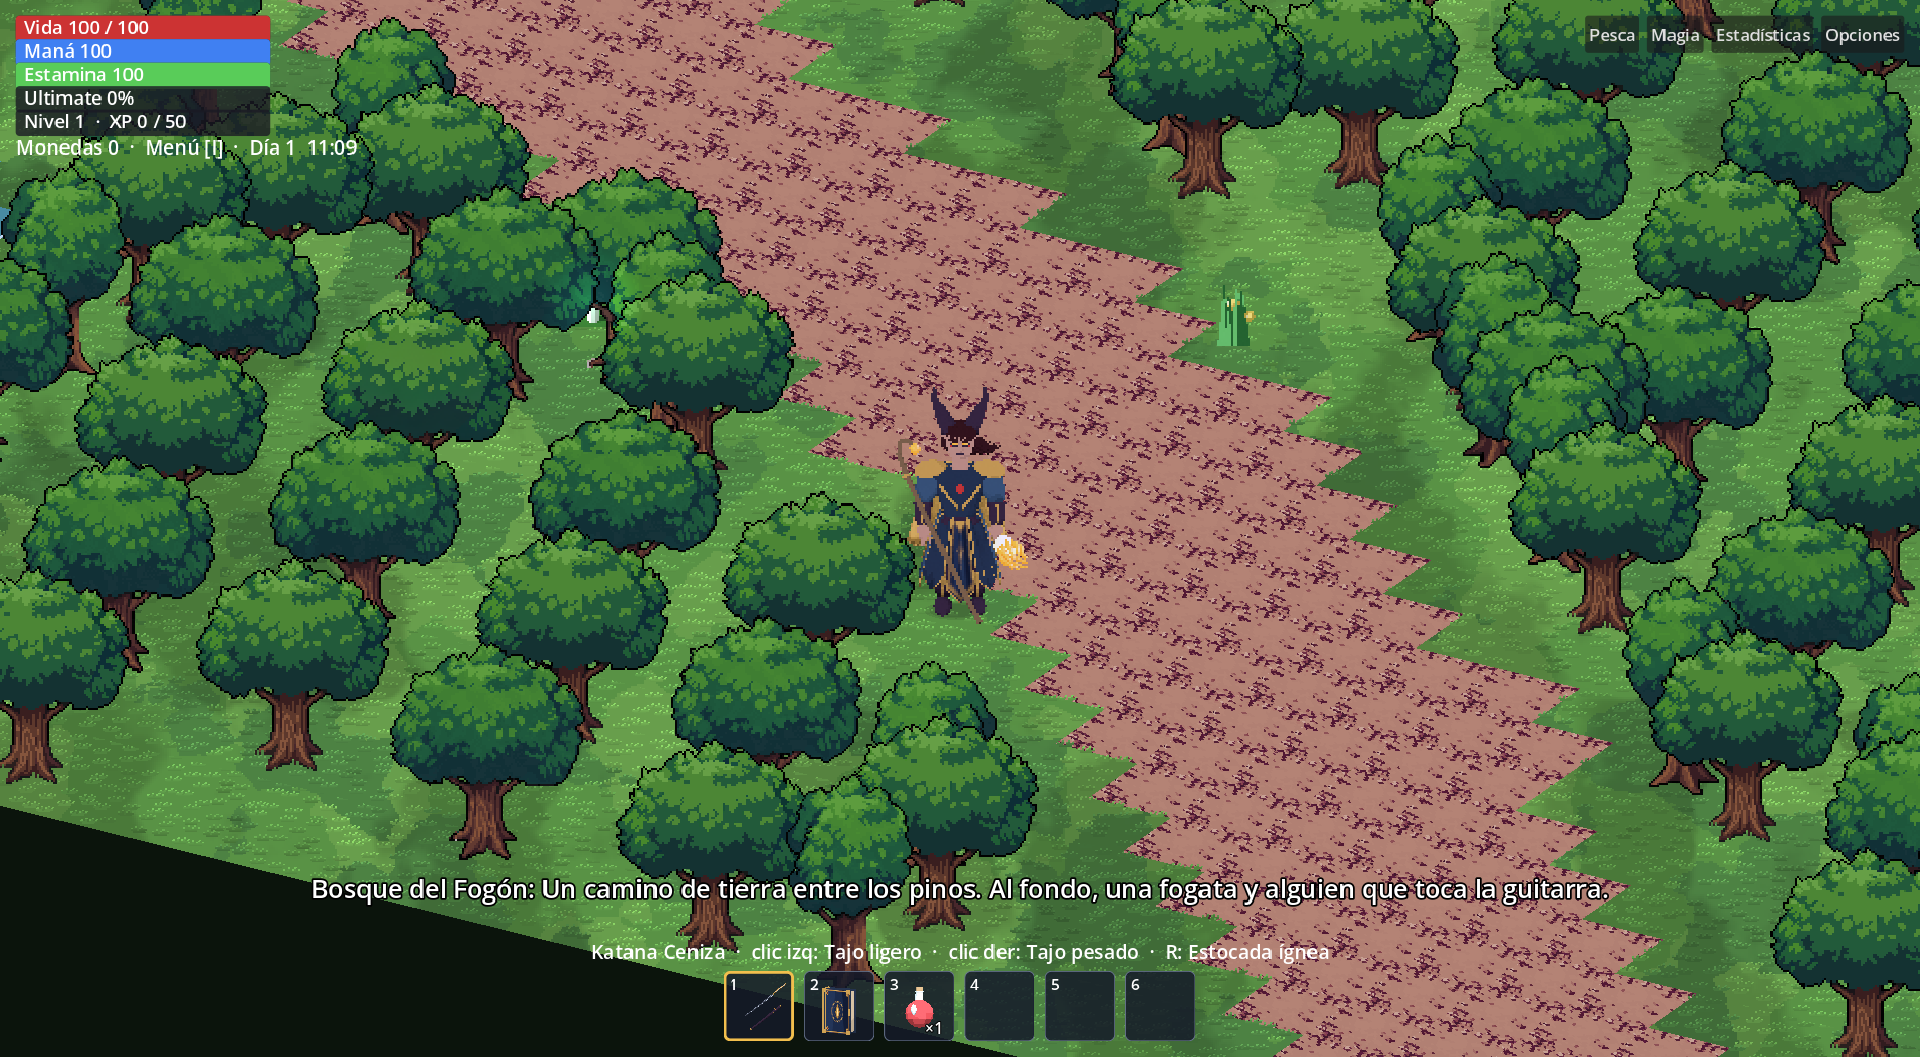 Vida 100 / 100
Maná 100
Estamina 100
Ultimate 0%
Nivel 1 · XP 0 / 50
Monedas 0 · Menú [I] · Día 1 11:09
Pesca Magia Estadísticas Opciones
Bosque del Fogón: Un camino de tierra entre los pinos. Al fondo, una fogata y alguien que toca la guitarra.
Katana Ceniza · clic izq: Tajo ligero · clic der: Tajo pesado · R: Estocada ígnea
1 2 3 4 5 6
×1